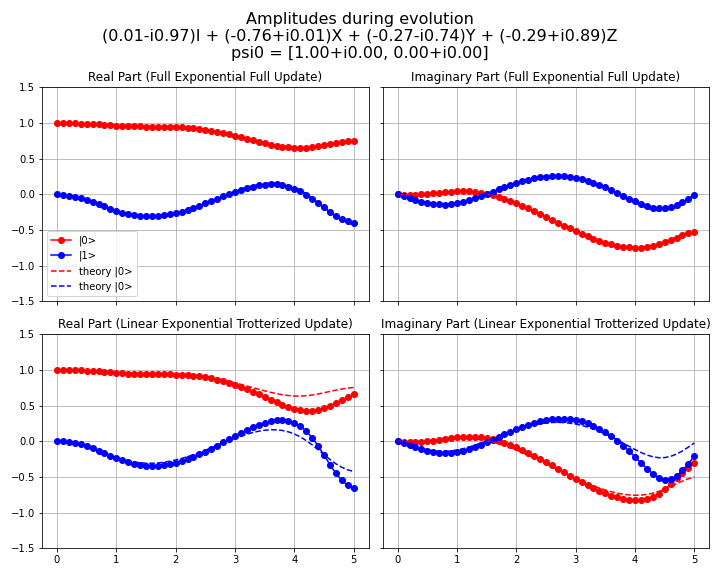 Amplitudes during evolution
(0.01-i0.97)I + (-0.76+i0.01)X + (-0.27-i0.74)Y + (-0.29+i0.89)Z
psi0 = [1.00+i0.00, 0.00+i0.00]
Real Part (Full Exponential Full Update)
Imaginary Part (Full Exponential Full Update)
1.5
1.0
0.5
0.0
−0.5
−1.0
−1.5
|0>
|1>
theory |0>
theory |0>
Real Part (Linear Exponential Trotterized Update)
Imaginary Part (Linear Exponential Trotterized Update)
1.5
1.0
0.5
0.0
−0.5
−1.0
−1.5
0 1 2 3 4 5
0 1 2 3 4 5